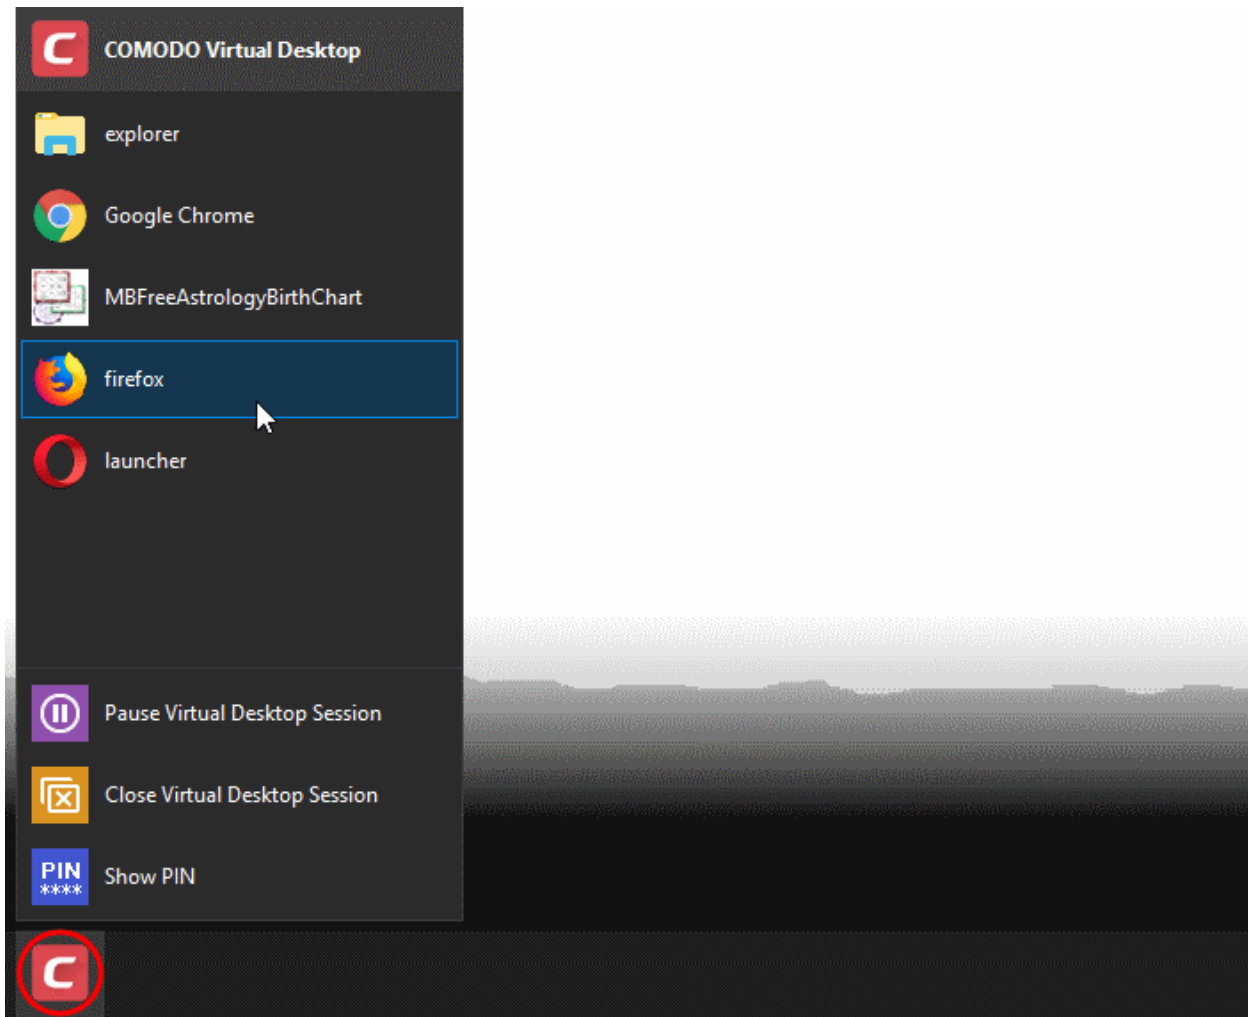 COMODO Virtual Desktop
explorer
Google Chrome
MBFreeAstrologyBirthChart
firefox
launcher
Pause Virtual Desktop Session
Close Virtual Desktop Session
PIN
****
Show PIN